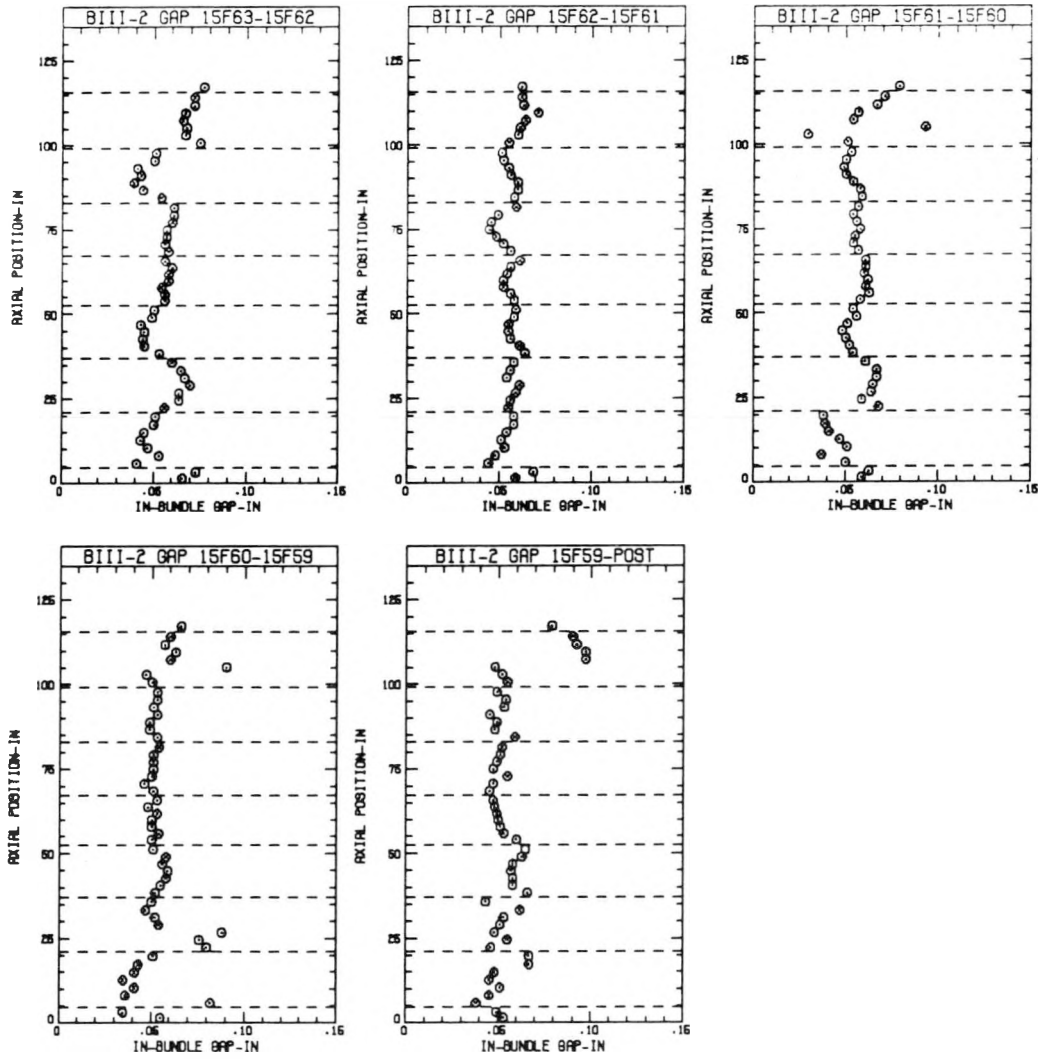 BIII-2 GAP 15F63-15F62
AXIAL POSITION-IN
125
100
75
50
25
0
0 .05 .10 .15
IN-BUNDLE GAP-IN
BIII-2 GAP 15F62-15F61
AXIAL POSITION-IN
125
100
75
50
25
0
0 .05 .10 .15
IN-BUNDLE GAP-IN
BIII-2 GAP 15F61-15F60
AXIAL POSITION-IN
125
100
75
50
25
0
0 .05 .10 .15
IN-BUNDLE GAP-IN
BIII-2 GAP 15F60-15F59
AXIAL POSITION-IN
125
100
75
50
25
0
0 .05 .10 .15
IN-BUNDLE GAP-IN
BIII-2 GAP 15F59-POST
AXIAL POSITION-IN
125
100
75
50
25
0
0 .05 .10 .15
IN-BUNDLE GAP-IN